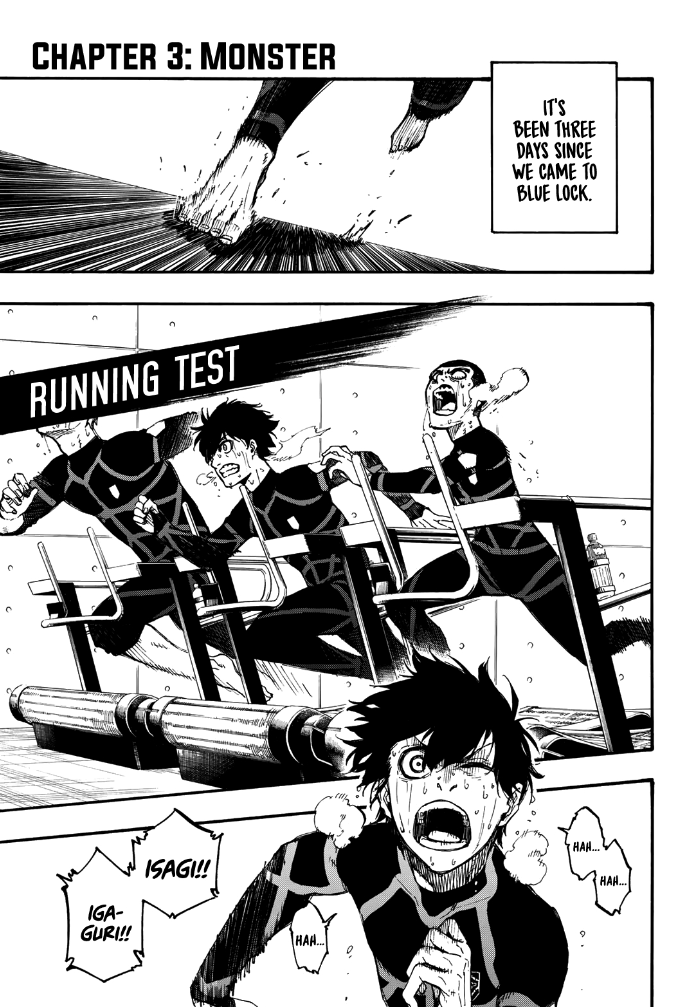 CHAPTER 3: MONSTER
IT'S
BEEN THREE
DAYS SINCE
WE CAME TO
BLUE LOCK.
RUNNING TEST
ISAGI!!
IGA-
GURI!!
HAH...
HAH...
HAH...